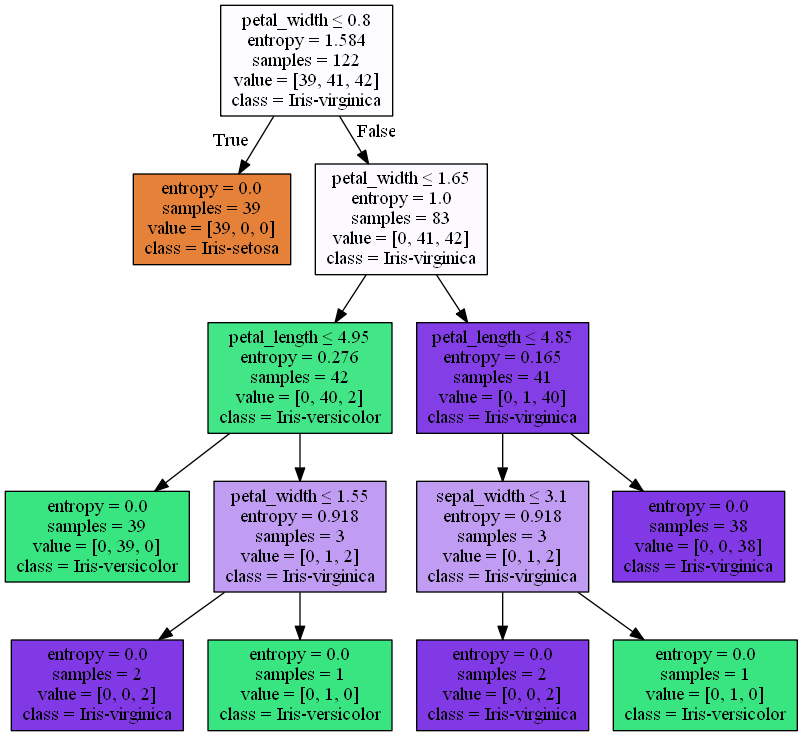 petal_width ≤ 0.8
entropy = 1.584
samples = 122
value = [39, 41, 42]
class = Iris-virginica
True
False
entropy = 0.0
samples = 39
value = [39, 0, 0]
class = Iris-setosa
petal_width ≤ 1.65
entropy = 1.0
samples = 83
value = [0, 41, 42]
class = Iris-virginica
petal_length ≤ 4.95
entropy = 0.276
samples = 42
value = [0, 40, 2]
class = Iris-versicolor
petal_length ≤ 4.85
entropy = 0.165
samples = 41
value = [0, 1, 40]
class = Iris-virginica
entropy = 0.0
samples = 39
value = [0, 39, 0]
class = Iris-versicolor
petal_width ≤ 1.55
entropy = 0.918
samples = 3
value = [0, 1, 2]
class = Iris-virginica
sepal_width ≤ 3.1
entropy = 0.918
samples = 3
value = [0, 1, 2]
class = Iris-virginica
entropy = 0.0
samples = 38
value = [0, 0, 38]
class = Iris-virginica
entropy = 0.0
samples = 2
value = [0, 0, 2]
class = Iris-virginica
entropy = 0.0
samples = 1
value = [0, 1, 0]
class = Iris-versicolor
entropy = 0.0
samples = 2
value = [0, 0, 2]
class = Iris-virginica
entropy = 0.0
samples = 1
value = [0, 1, 0]
class = Iris-versicolor